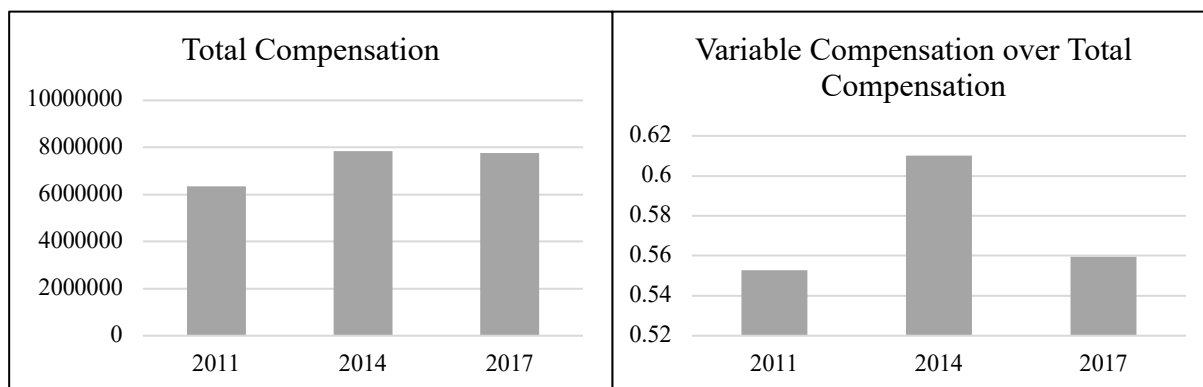 Total Compensation
10000000
8000000
6000000
4000000
2000000
0
2011 2014 2017
Variable Compensation over Total
Compensation
0.62
0.6
0.58
0.56
0.54
0.52
2011 2014 2017